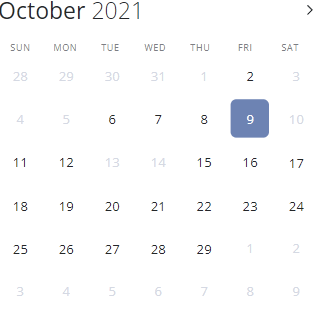 October 2021
SUN MON TUE WED THU FRI SAT
28 29 30 31 1 2 3
4 5 6 7 8 9 10
11 12 13 14 15 16 17
18 19 20 21 22 23 24
25 26 27 28 29 1 2
3 4 5 6 7 8 9